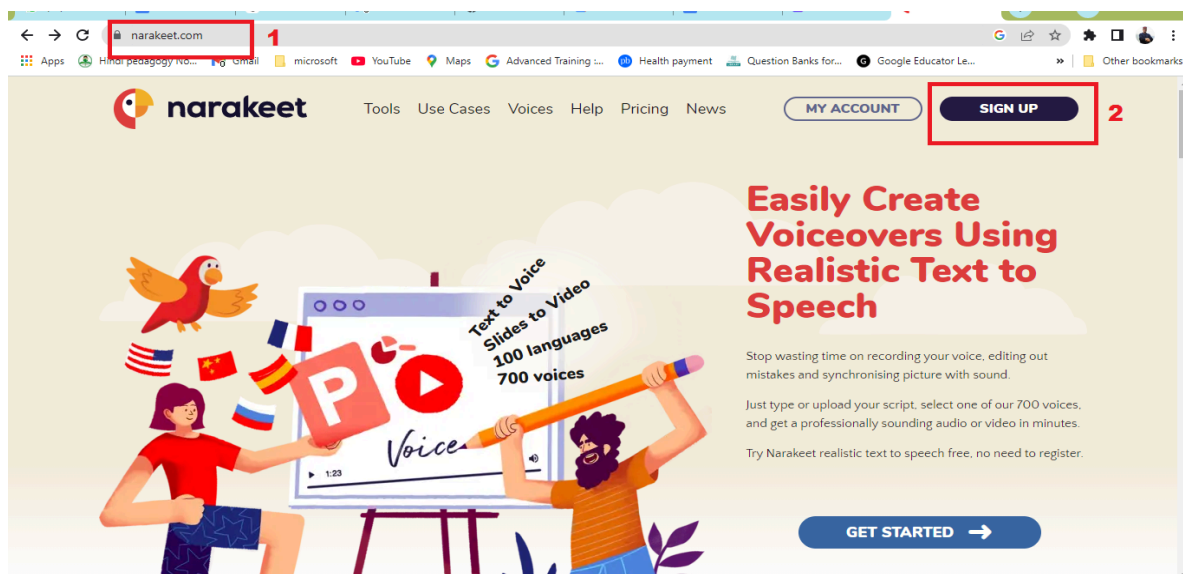 narakeet.com
1
Apps Hindi pedagogy No... Gmail microsoft YouTube Maps Advanced Training :... Health payment Question Banks for... Google Educator Le... » Other bookmarks
narakeet Tools Use Cases Voices Help Pricing News MY ACCOUNT SIGN UP 2
Easily Create
Voiceovers Using
Realistic Text to
Speech
Text to Voice
Slides to Video
100 languages
700 voices
P
Voice
1:23
Stop wasting time on recording your voice, editing out
mistakes and synchronising picture with sound.
Just type or upload your script, select one of our 700 voices,
and get a professionally sounding audio or video in minutes.
Try Narakeet realistic text to speech free, no need to register.
GET STARTED →